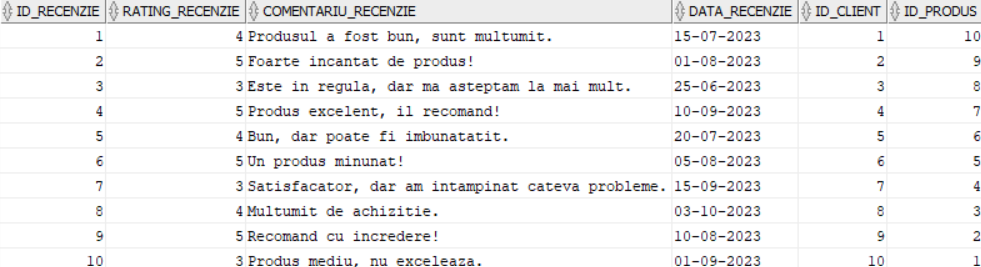 ID_RECENZIE RATING_RECENZIE COMENTARIU_RECENZIE DATA_RECENZIE ID_CLIENT ID_PRODUS
1 4 Produsul a fost bun, sunt multumit. 15-07-2023 1 10
2 5 Foarte incantat de produs! 01-08-2023 2 9
3 3 Este in regula, dar ma asteptam la mai mult. 25-06-2023 3 8
4 5 Produs excelent, il recomand! 10-09-2023 4 7
5 4 Bun, dar poate fi imbunatatit. 20-07-2023 5 6
6 5 Un produs minunat! 05-08-2023 6 5
7 3 Satisfacator, dar am intampinat cateva probleme. 15-09-2023 7 4
8 4 Multumit de achizitie. 03-10-2023 8 3
9 5 Recomand cu incredere! 10-08-2023 9 2
10 3 Produs mediu, nu exceleaza. 01-09-2023 10 1